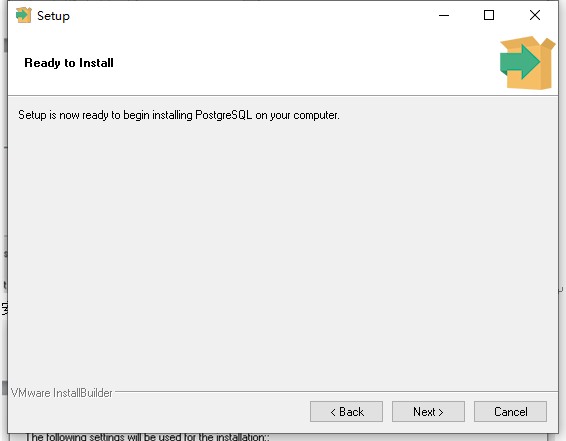 Setup
Ready to Install
Setup is now ready to begin installing PostgreSQL on your computer.
VMware InstallBuilder
< Back
Next >
Cancel
The following settings will be used for the installation::